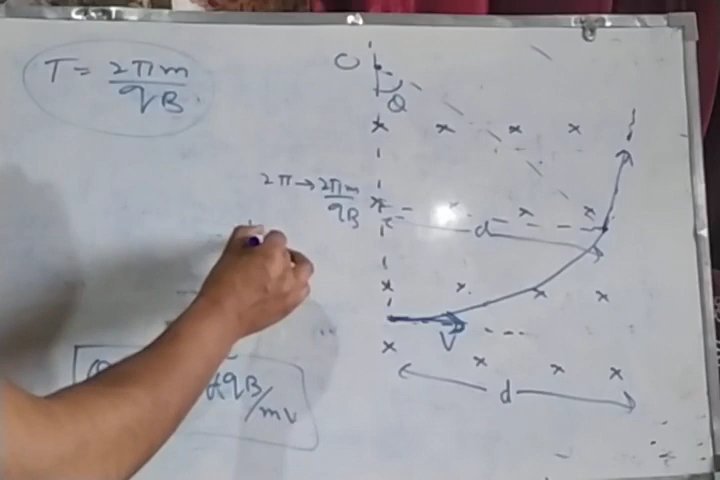 T = 2πm/qB
O
θ
x x x x
2π → 2πm/qB x x x x
d
x x x x
V
x x x x
d
qB/mv